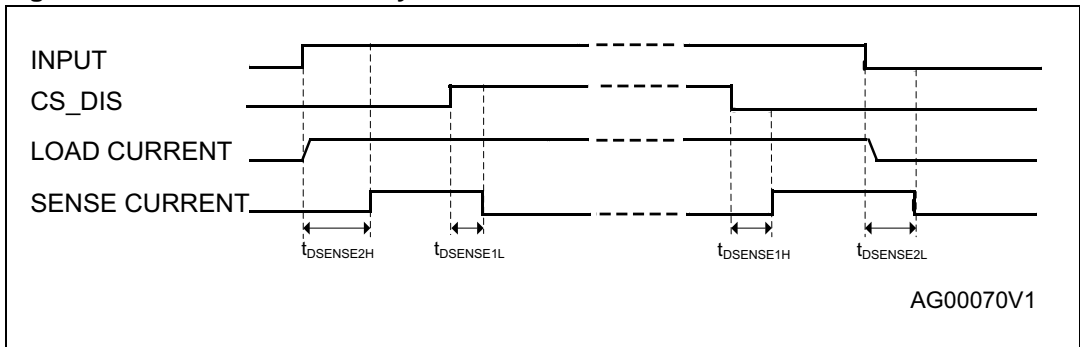 INPUT
CS_DIS
LOAD CURRENT
SENSE CURRENT
tDSENSE2H tDSENSE1L tDSENSE1H tDSENSE2L
AG00070V1